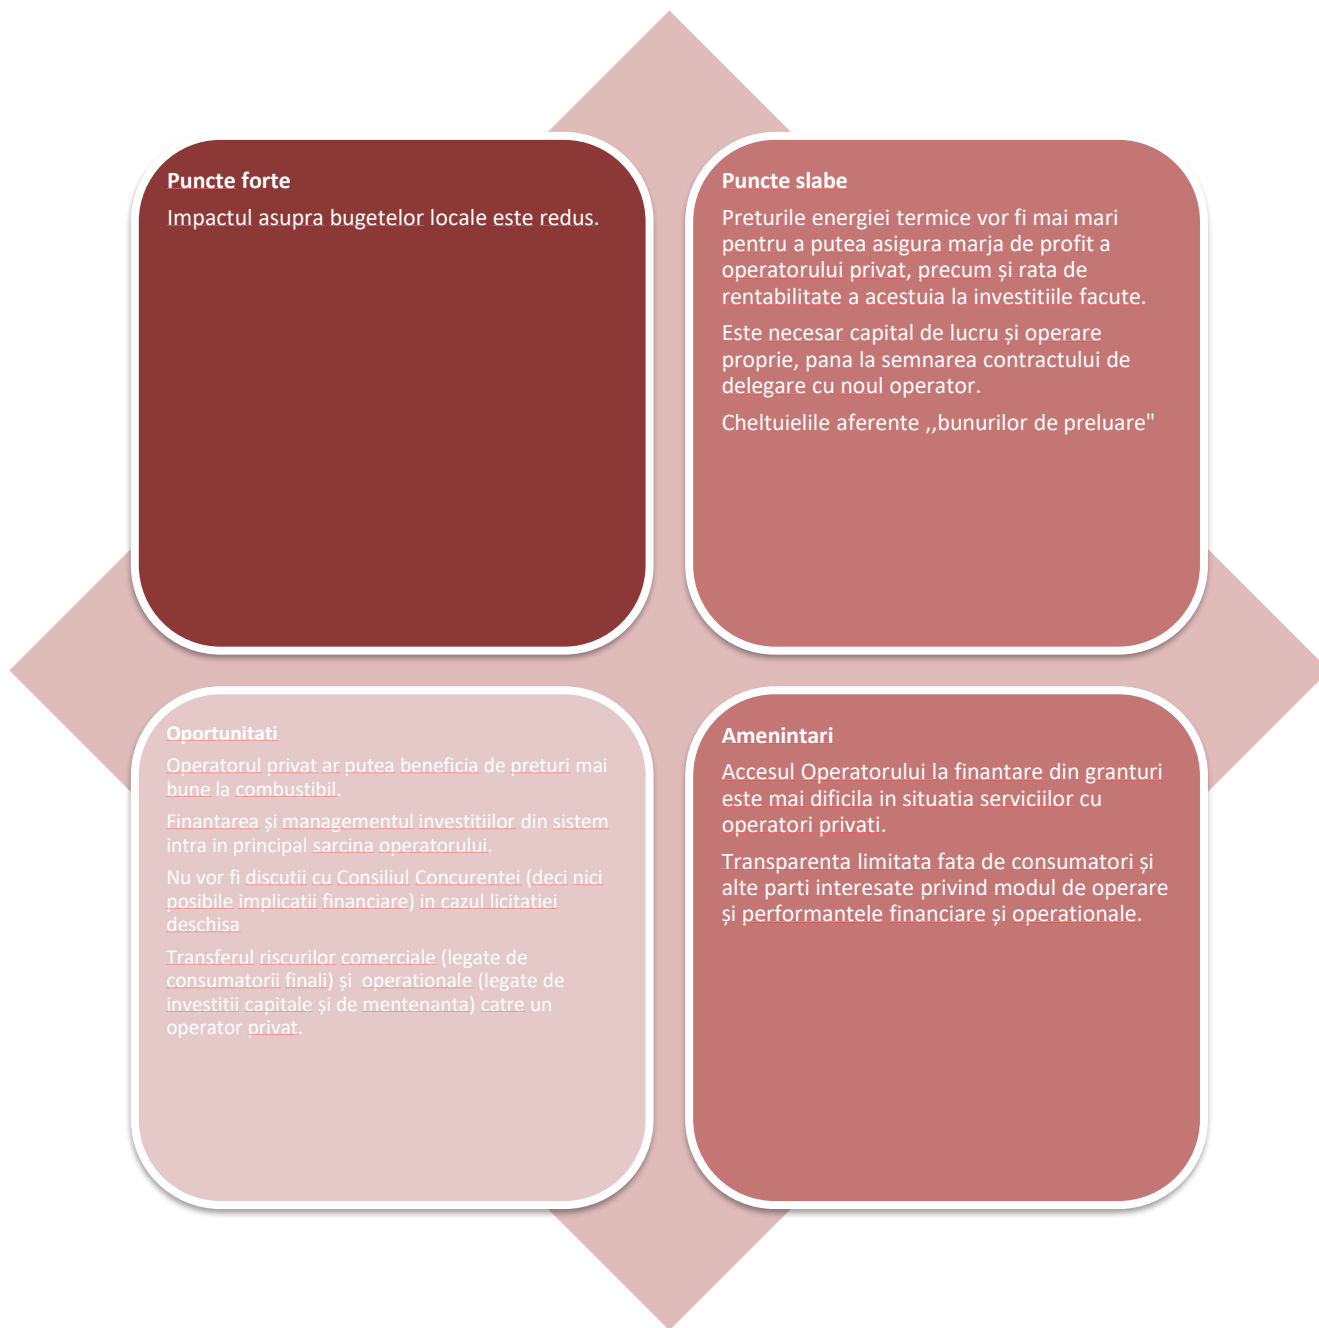 Puncte forte
Impactul asupra bugetelor locale este redus.
Puncte slabe
Preturile energiei termice vor fi mai mari
pentru a putea asigura marja de profit a
operatorului privat, precum și rata de
rentabilitate a acestuia la investitiile facute.
Este necesar capital de lucru și operare
proprie, pana la semnarea contractului de
delegare cu noul operator.
Cheltuielile aferente ,,bunurilor de preluare"
Oportunitati
Operatorul privat ar putea beneficia de preturi mai
bune la combustibil.
Finantarea și managementul investitiilor din sistem
intra in principal sarcina operatorului.
Nu vor fi discutii cu Consiliul Concurentei (deci nici
posibile implicatii financiare) in cazul licitatiei
deschisa
Transferul riscurilor comerciale (legate de
consumatorii finali) și  operationale (legate de
investitii capitale și de mentenanta) catre un
operator privat.
Amenintari
Accesul Operatorului la finantare din granturi
este mai dificila in situatia serviciilor cu
operatori privati.
Transparenta limitata fata de consumatori și
alte parti interesate privind modul de operare
și performantele financiare și operationale.